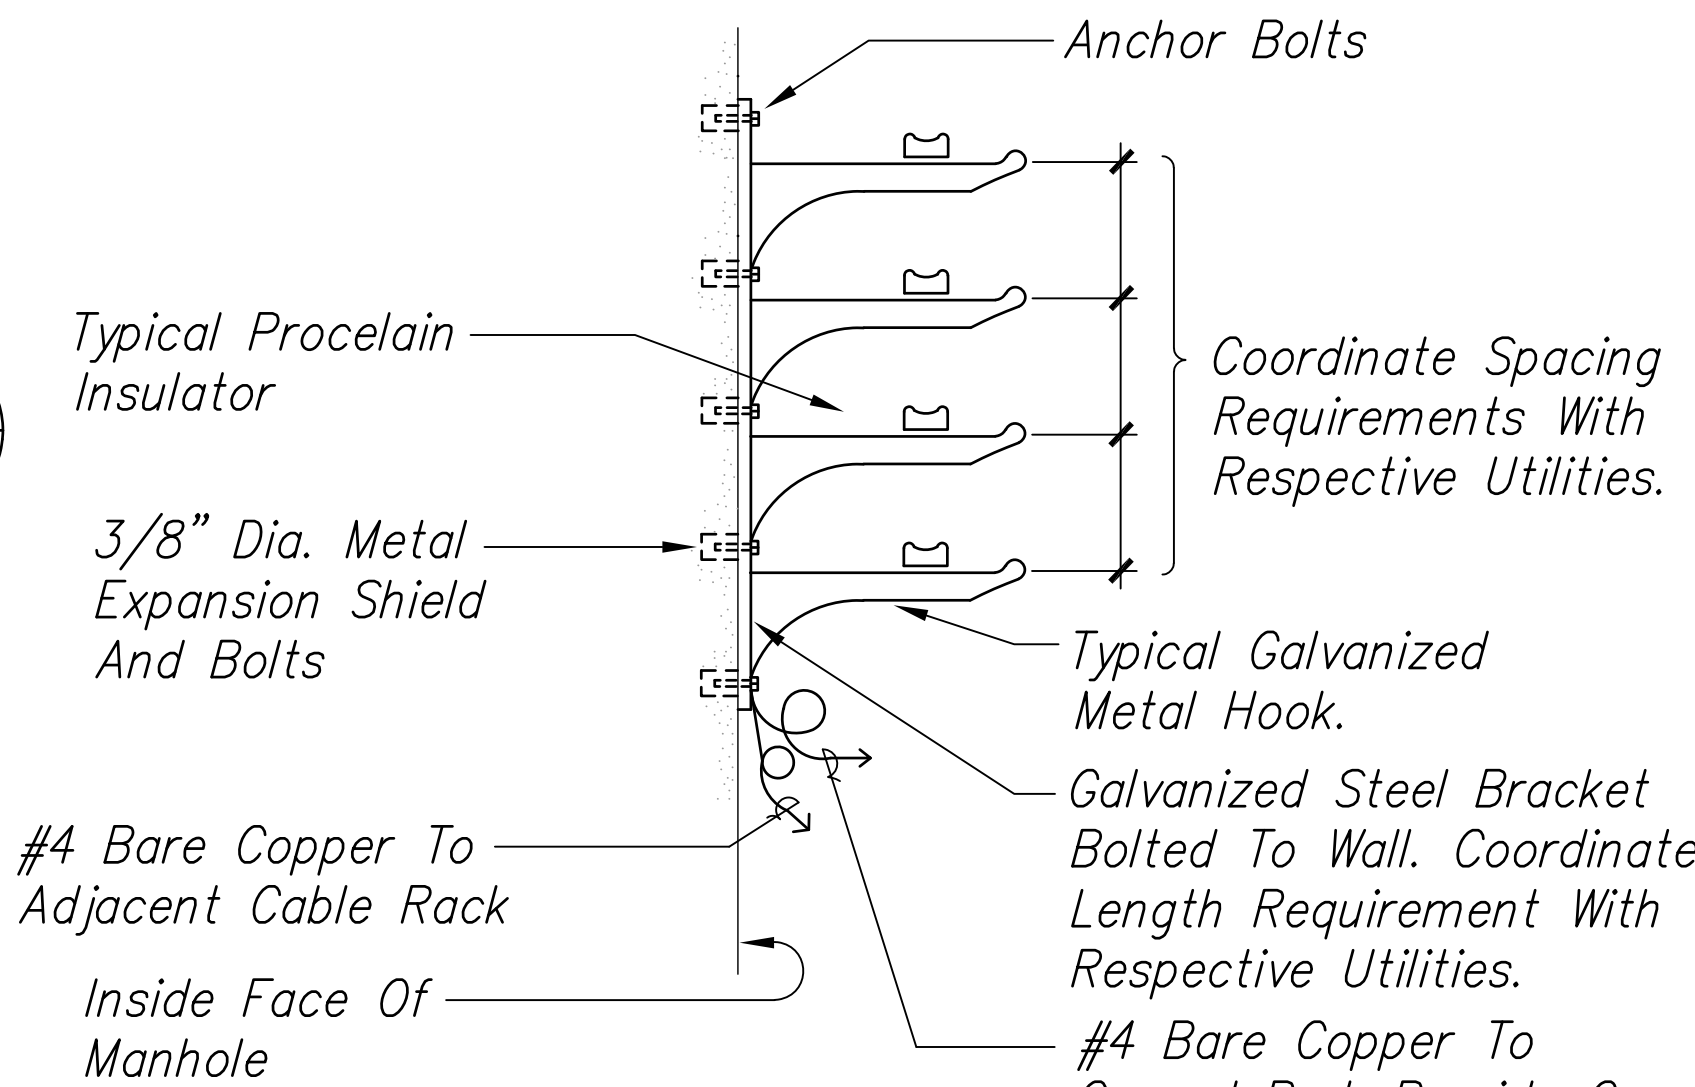 Anchor Bolts
Typical Procelain
Insulator
Coordinate Spacing
Requirements With
Respective Utilities.
3/8" Dia. Metal
Expansion Shield
And Bolts
Typical Galvanized
Metal Hook.
Galvanized Steel Bracket
Bolted To Wall. Coordinate
Length Requirement With
Respective Utilities.
#4 Bare Copper To
Adjacent Cable Rack
Inside Face Of
Manhole
#4 Bare Copper To